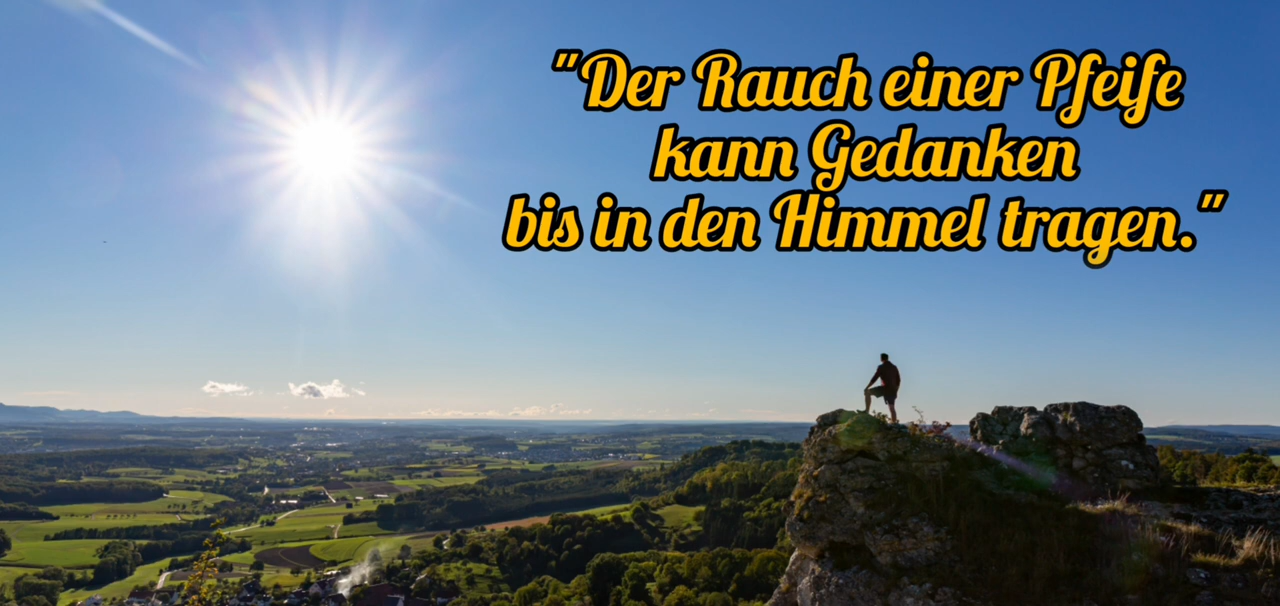 "Der Rauch einer Pfeife
kann Gedanken
bis in den Himmel tragen."